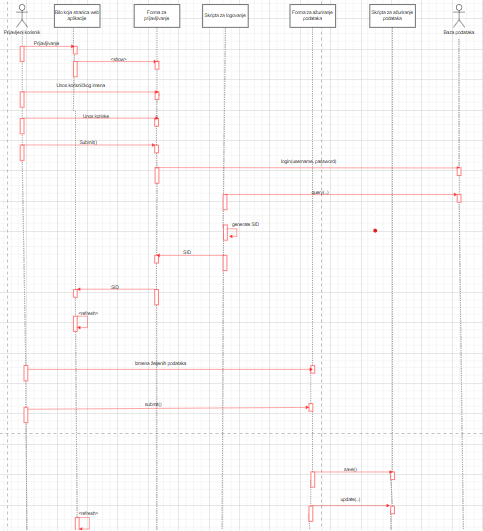 Bilo koja stranica web
aplikacije
Forma za
prijavljivanje
Skripta za logovanje
Forma za ažuriranje
podataka
Skripta za ažuriranje
podataka
Prijavljeni korisnik
Baza podataka
Prijavljivanje
<show>
Unos korisničkog imena
Unos lozinke
Submit()
login(username, password)
query(...)
generate SID
SID
SID
<refresh>
Izmena željenih podataka
submit()
save()
update(...)
<refresh>